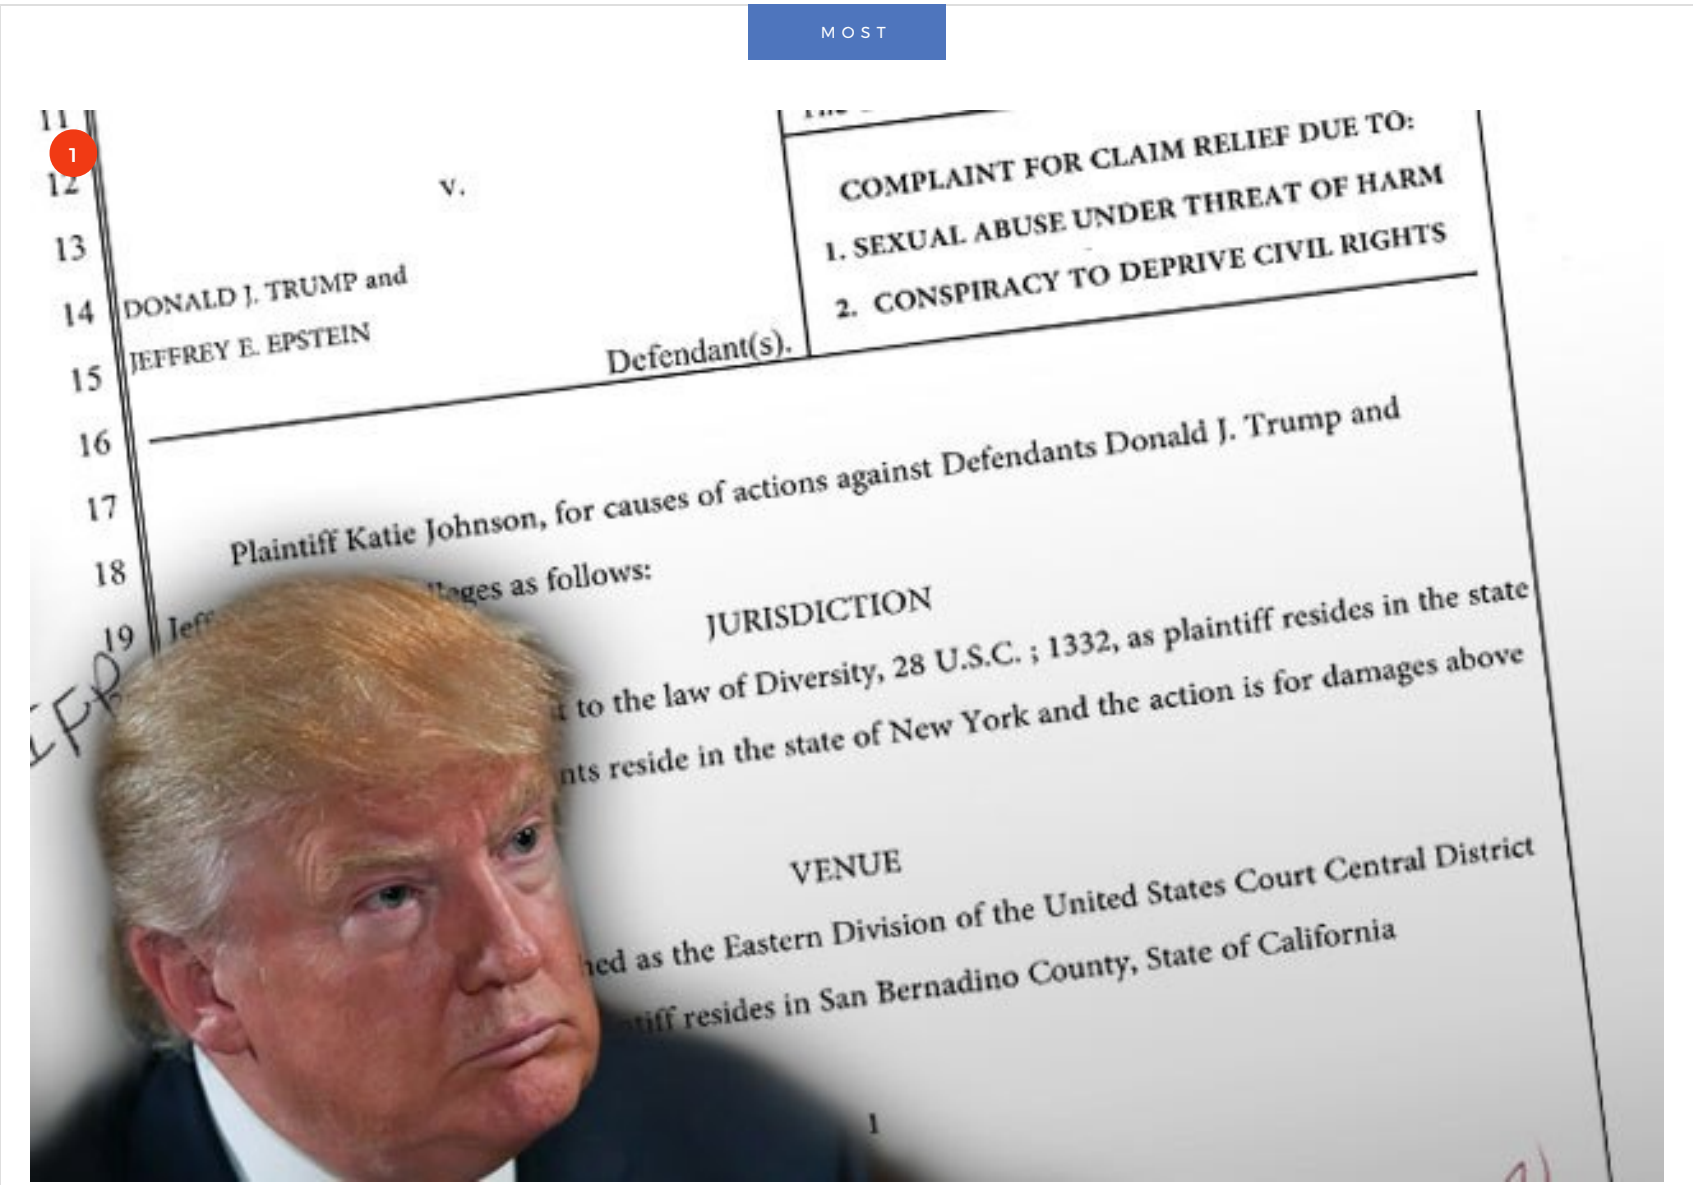 MOST
11
1
12
v.
COMPLAINT FOR CLAIM RELIEF DUE TO:
1. SEXUAL ABUSE UNDER THREAT OF HARM
2. CONSPIRACY TO DEPRIVE CIVIL RIGHTS
13
14 DONALD J. TRUMP and
JEFFREY E. EPSTEIN
15
Defendant(s).
16
17
Plaintiff Katie Johnson, for causes of actions against Defendants Donald J. Trump and
18
19 Jeff
as follows:
JURISDICTION
IFP
to the law of Diversity, 28 U.S.C. ; 1332, as plaintiff resides in the state
nts reside in the state of New York and the action is for damages above
VENUE
as the Eastern Division of the United States Court Central District
resides in San Bernadino County, State of California
1